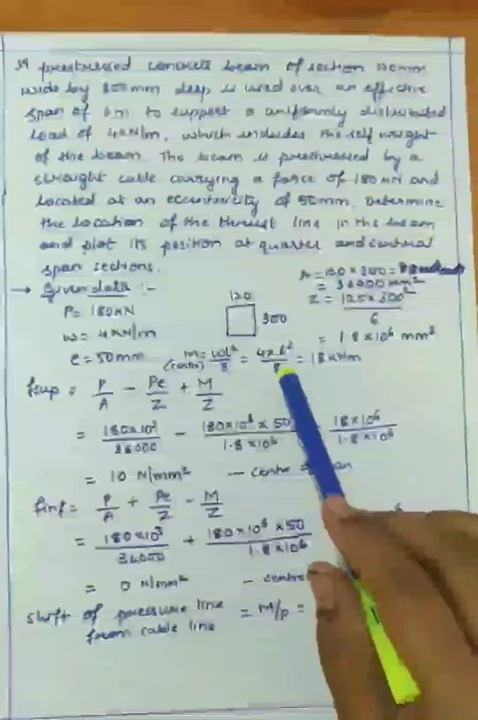 A prestressed concrete beam of section 120mm
wide by 300mm deep is used over an effective
span of 6m to support a uniformly distributed
load of 4kN/m, which includes the self weight
of the beam. The beam is prestressed by a
straight cable carrying a force of 180kN and
located at an eccentricity of 50mm. Determine
the location of the thrust line in the beam
and plot its position at quarter and central
span sections.
→ Given data :-
P = 180kN
w = 4kN/m
e = 50mm
120
300
A = 120 × 300 =
= 36000 mm²
Z = 120×300²
6
= 1.8×10⁶ mm³
M = wl²/8 = 4×6²/8 = 18kNm
(centre)
fsup = P/A - Pe/Z + M/Z
= 180×10³/36000 - 180×10³×50/1.8×10⁶ 18×10⁶/1.8×10⁶
= 10 N/mm² - centre
finf = P/A + Pe/Z - M/Z
= 180×10³/36000 + 180×10³×50/1.8×10⁶
= 0 N/mm² -
shift of pressure line = M/P =
from cable line